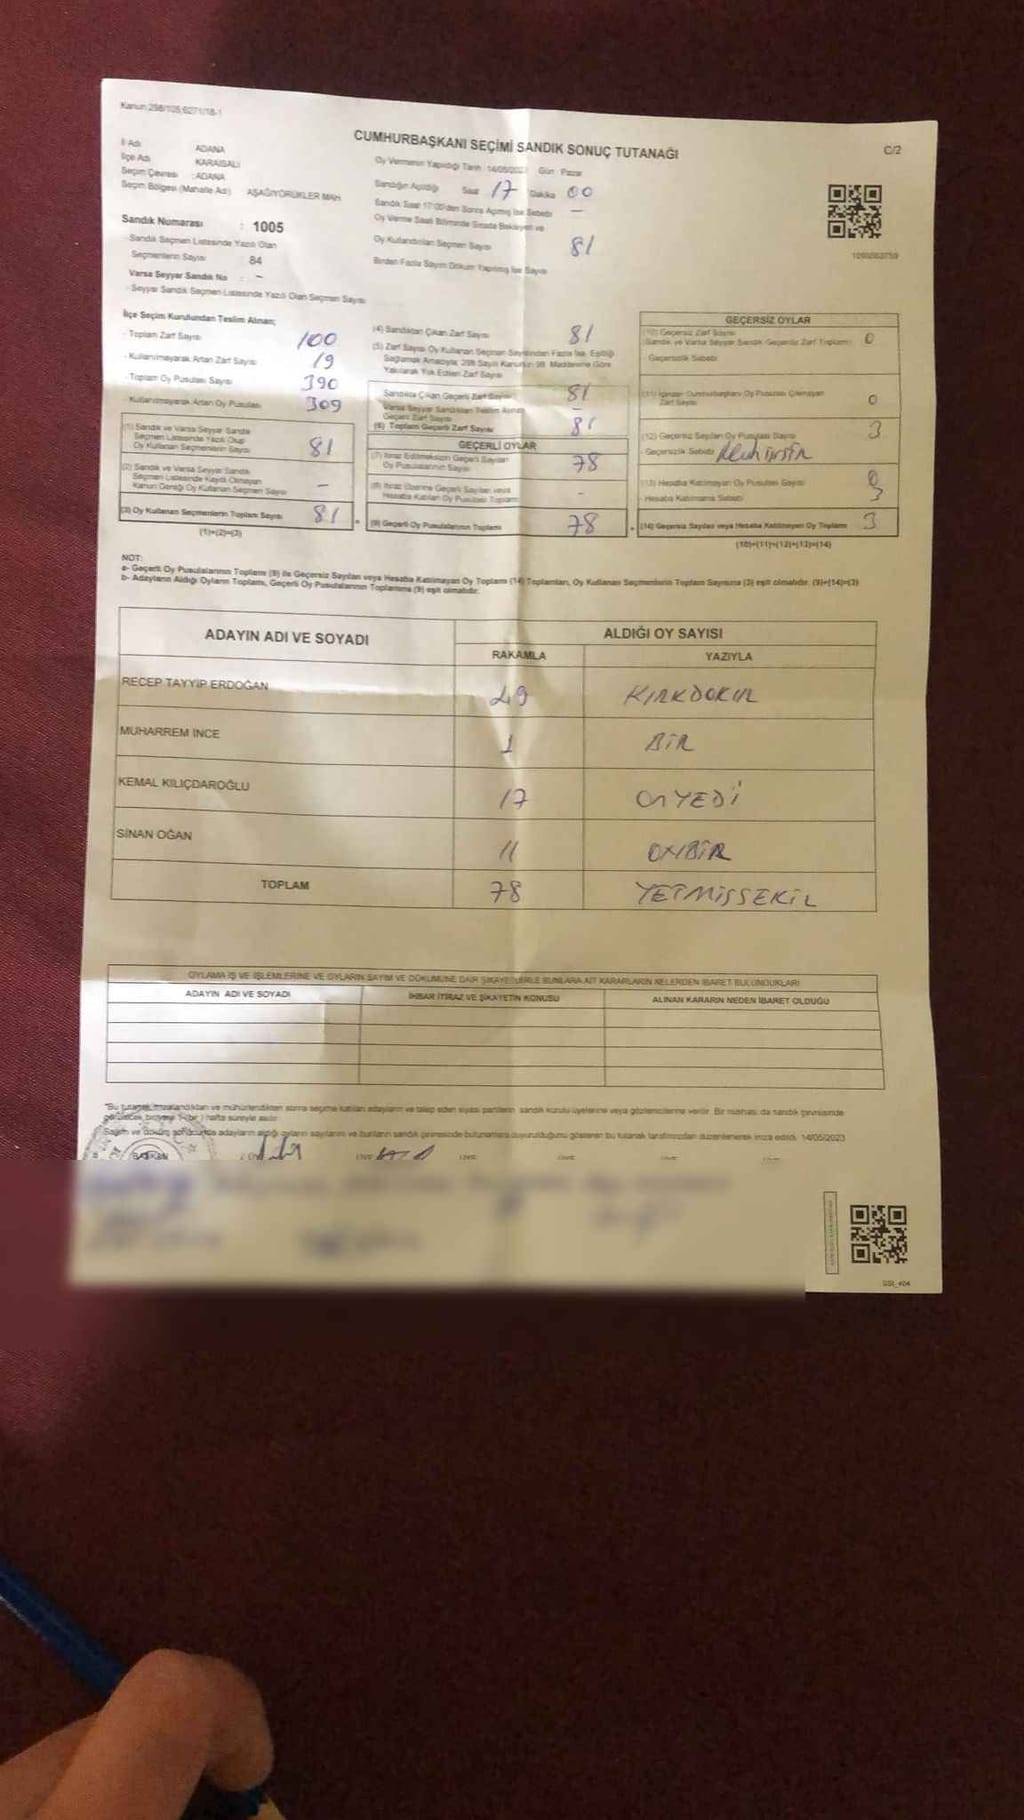 Kanun:298/105;6271/18-1
CUMHURBAŞKANI SEÇİMİ SANDIK SONUÇ TUTANAĞI
C/2
İl Adı ADANA
İlçe Adı KARAİSALI
Seçim Çevresi : ADANA
Seçim Bölgesi (Mahalle Adı) AŞAĞIYÖRÜKLER MAH.
Oy Vermenin Yapıldığı Tarih 14/05/2023 Gün Pazar
Sandığın Açıldığı Saat 17 Dakika 00
Sandık Saat 17:00'den Sonra Açılmış İse Sebebi -
Oy Verme Saati Bitiminde Sırada Bekleyen ve
Oy Kullandırılan Seçmen Sayısı 81
Birden Fazla Sayım Döküm Yapılmış İse Sayısı
Sandık Numarası : 1005
- Sandık Seçmen Listesinde Yazılı Olan
Seçmenlerin Sayısı 84
Varsa Seyyar Sandık No : -
- Seyyar Sandık Seçmen Listesinde Yazılı Olan Seçmen Sayısı
İlçe Seçim Kurulundan Teslim Alınan;
- Toplam Zarf Sayısı 100
- Kullanılmayarak Artan Zarf Sayısı 19
- Toplam Oy Pusulası Sayısı 390
- Kullanılmayarak Artan Oy Pusulası 309
(1) Sandık ve Varsa Seyyar Sandık
Seçmen Listesinde Yazılı Olup
Oy Kullanan Seçmenlerin Sayısı 81
(2) Sandık ve Varsa Seyyar Sandık
Seçmen Listesinde Kayıtlı Olmayan
Kanun Gereği Oy Kullanan Seçmen Sayısı -
(3) Oy Kullanan Seçmenlerin Toplam Sayısı 81
(1)+(2)=(3)
(4) Sandıktan Çıkan Zarf Sayısı 81
(5) Zarf Sayısı Oy Kullanan Seçmen Sayısından Fazla İse, Eşitliği
Sağlamak Amacıyla, 298 Sayılı Kanunun 98. Maddesine Göre
Yakılarak Yok Edilen Zarf Sayısı
Sandıkta Çıkan Geçerli Zarf Sayısı 81
Varsa Seyyar Sandıktan Teslim Alınan
Geçerli Zarf Sayısı -
(6) Toplam Geçerli Zarf Sayısı 81
GEÇERLİ OYLAR
(7) İtiraz Edilmeksizin Geçerli Sayılan
Oy Pusulalarının Sayısı 78
(8) İtiraz Üzerine Geçerli Sayılan veya
Hesaba Katılan Oy Pusulası Toplamı -
(9) Geçerli Oy Pusulalarının Toplamı 78
GEÇERSİZ OYLAR
(10) Geçersiz Zarf Sayısı
(Sandık ve Varsa Seyyar Sandık Geçersiz Zarf Toplamı) 0
- Geçersizlik Sebebi
(11) İçinden Cumhurbaşkanı Oy Pusulası Çıkmayan
Zarf Sayısı 0
(12) Geçersiz Sayılan Oy Pusulası Sayısı 3
- Geçersizlik Sebebi
(13) Hesaba Katılmayan Oy Pusulası Sayısı 0
- Hesaba Katılmama Sebebi 3
(14) Geçersiz Sayılan veya Hesaba Katılmayan Oy Toplamı 3
(10)+(11)+(12)+(13)=(14)
NOT:
a- Geçerli Oy Pusulalarının Toplamı (9) ile Geçersiz Sayılan veya Hesaba Katılmayan Oy Toplamı (14) Toplamları, Oy Kullanan Seçmenlerin Toplam Sayısına (3) eşit olmalıdır. (9)+(14)=(3)
b- Adayların Aldığı Oyların Toplamı, Geçerli Oy Pusulalarının Toplamına (9) eşit olmalıdır.
ADAYIN ADI VE SOYADI ALDIĞI OY SAYISI
RAKAMLA YAZIYLA
RECEP TAYYİP ERDOĞAN 49 KIRKDOKUZ
MUHARREM İNCE 1 BİR
KEMAL KILIÇDAROĞLU 17 ONYEDİ
SİNAN OĞAN 11 ONBİR
TOPLAM 78 YETMİŞSEKİZ
OYLAMA İŞ VE İŞLEMLERİNE VE OYLARIN SAYIM VE DÖKÜMÜNE DAİR ŞİKAYETLERLE BUNLARA AİT KARARLARIN NELERDEN İBARET BULUNDUKLARI
ADAYIN ADI VE SOYADI İHBAR İTİRAZ VE ŞİKAYETİN KONUSU ALINAN KARARIN NEDEN İBARET OLDUĞU
*Bu tutanak imzalandıktan ve mühürlendikten sonra seçime katılan adayların ve talep eden siyasi partilerin sandık kurulu üyelerine veya gözlemcilerine verilir. Bir nüshası da sandık çevresinde
görülecek bir yere 1 (bir) hafta süreyle asılır.
Sayım ve döküm sonucunda adayların aldığı oyların sayılarını ve bunların sandık çevresinde bulunanlara duyurulduğunu gösteren bu tutanak tarafımızdan düzenlenerek imza edildi. 14/05/2023
BAŞKAN ÜYE ÜYE ÜYE ÜYE
SSI_404